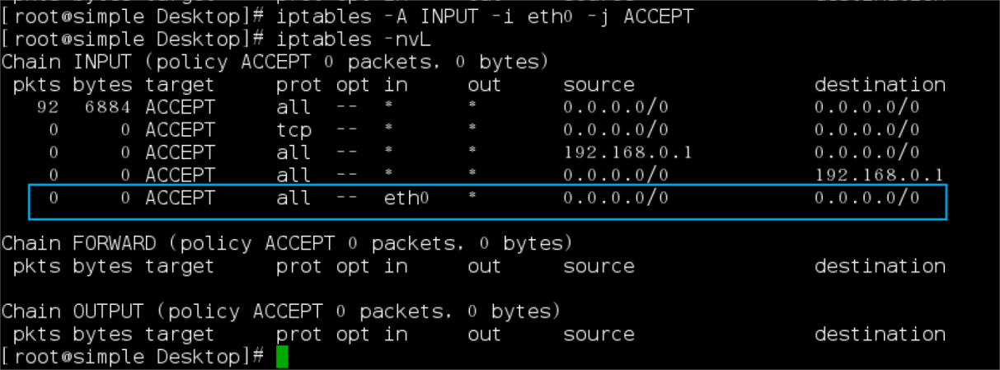 [root@simple Desktop]# iptables -A INPUT -i eth0 -j ACCEPT
[root@simple Desktop]# iptables -nvL
Chain INPUT (policy ACCEPT 0 packets, 0 bytes)
 pkts bytes target     prot opt in     out     source               destination
   92  6884 ACCEPT     all  --  *      *       0.0.0.0/0            0.0.0.0/0
    0     0 ACCEPT     tcp  --  *      *       0.0.0.0/0            0.0.0.0/0
    0     0 ACCEPT     all  --  *      *       192.168.0.1          0.0.0.0/0
    0     0 ACCEPT     all  --  *      *       0.0.0.0/0            192.168.0.1
    0     0 ACCEPT     all  --  eth0   *       0.0.0.0/0            0.0.0.0/0
Chain FORWARD (policy ACCEPT 0 packets, 0 bytes)
 pkts bytes target     prot opt in     out     source               destination
Chain OUTPUT (policy ACCEPT 0 packets, 0 bytes)
 pkts bytes target     prot opt in     out     source               destination
[root@simple Desktop]#